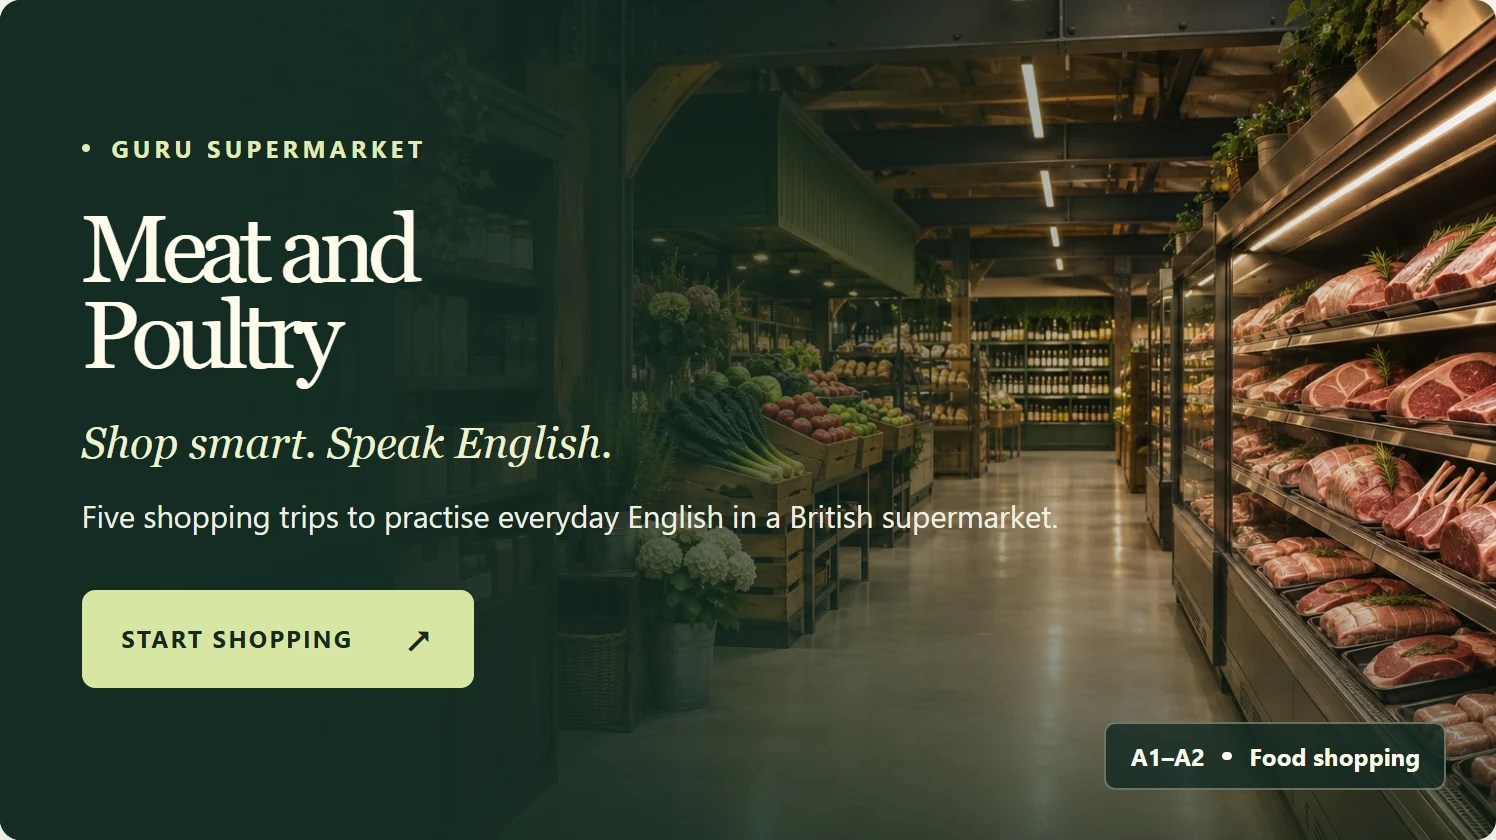 • GURU SUPERMARKET
Meat and
Poultry
Shop smart. Speak English.
Five shopping trips to practise everyday English in a British supermarket.
START SHOPPING ↗
A1–A2 • Food shopping